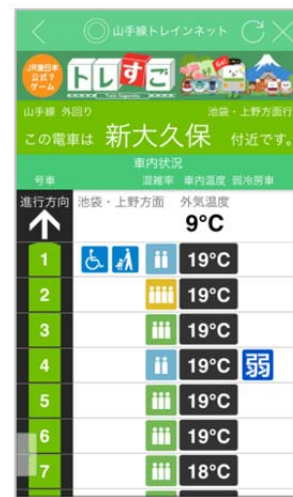 山手線トレインネット
JR東日本
公式？
ゲーム
トレすご
山手線 外回り
池袋・上野方面行
この電車は 新大久保 付近です。
車内状況
号車 混雑率 車内温度 弱冷房車
進行方向 池袋・上野方面 外気温度
9°C
1 19°C
2 19°C
3 19°C
4 19°C 弱
5 19°C
6 19°C
7 18°C